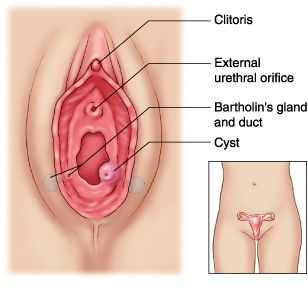 Clitoris
External
urethral orifice
Bartholin's gland
and duct
Cyst